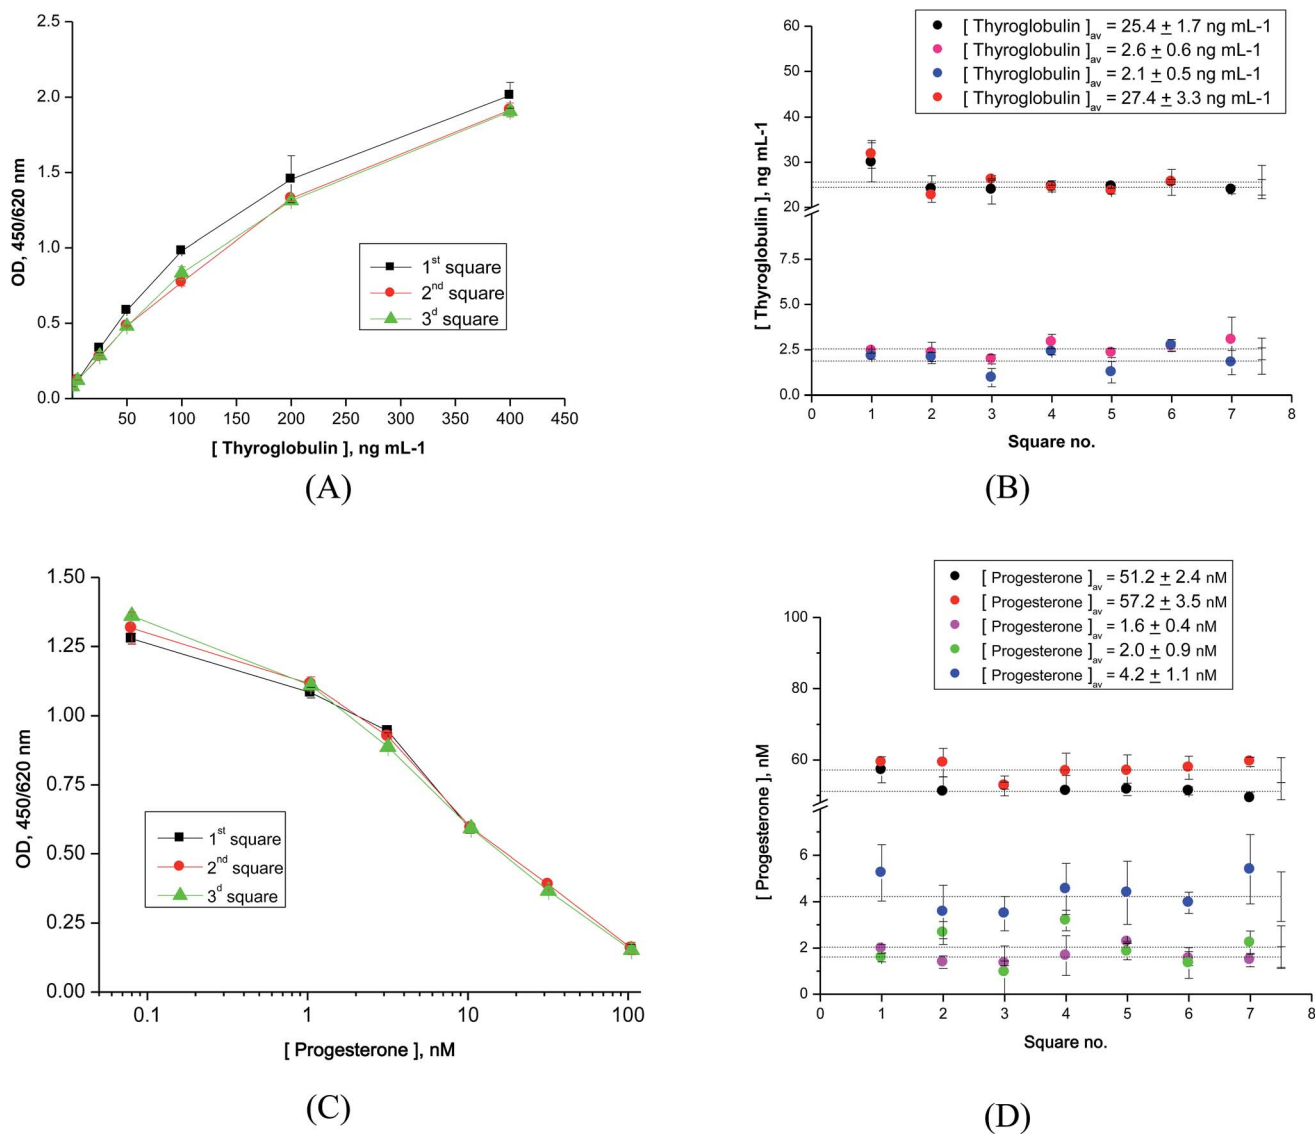 2.5
2.0
1.5
1.0
0.5
0.0
OD, 450/620 nm
1st square
2nd square
3d square
50 100 150 200 250 300 350 400 450
[ Thyroglobulin ], ng mL-1
(A)
[ Thyroglobulin ]av = 25.4 ± 1.7 ng mL-1
[ Thyroglobulin ]av = 2.6 ± 0.6 ng mL-1
[ Thyroglobulin ]av = 2.1 ± 0.5 ng mL-1
[ Thyroglobulin ]av = 27.4 ± 3.3 ng mL-1
60
50
40
30
20
7.5
5.0
2.5
0.0
[ Thyroglobulin ], ng mL-1
0 1 2 3 4 5 6 7 8
Square no.
(B)
1.50
1.25
1.00
0.75
0.50
0.25
0.00
OD, 450/620 nm
1st square
2nd square
3d square
0.1 1 10 100
[ Progesterone ], nM
(C)
[ Progesterone ]av = 51.2 ± 2.4 nM
[ Progesterone ]av = 57.2 ± 3.5 nM
[ Progesterone ]av = 1.6 ± 0.4 nM
[ Progesterone ]av = 2.0 ± 0.9 nM
[ Progesterone ]av = 4.2 ± 1.1 nM
100
80
60
6
4
2
0
[ Progesterone ], nM
0 1 2 3 4 5 6 7 8
Square no.
(D)